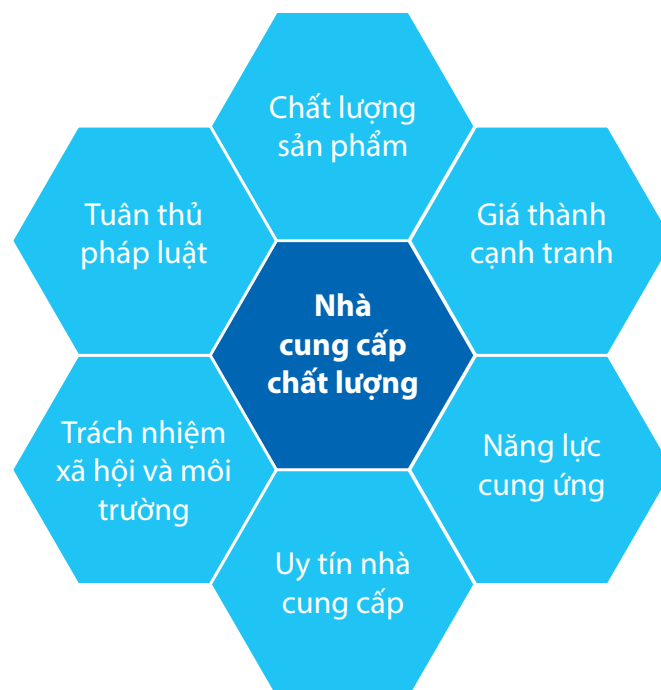 Chất lượng
sản phẩm
Tuân thủ
pháp luật
Giá thành
cạnh tranh
Nhà
cung cấp
chất lượng
Trách nhiệm
xã hội và môi
trường
Năng lực
cung ứng
Uy tín nhà
cung cấp